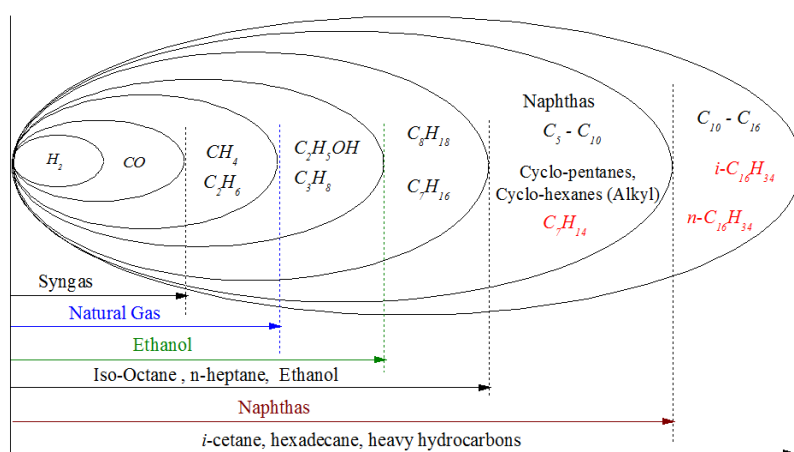 H₂
CO
CH₄
C₂H₆
C₂H₅OH
C₃H₈
C₈H₁₈
C₇H₁₆
Naphthas
C₅ - C₁₀
Cyclo-pentanes,
Cyclo-hexanes (Alkyl)
C₇H₁₄
C₁₀ - C₁₆
i-C₁₆H₃₄
n-C₁₆H₃₄
Syngas
Natural Gas
Ethanol
Iso-Octane , n-heptane, Ethanol
Naphthas
i-cetane, hexadecane, heavy hydrocarbons